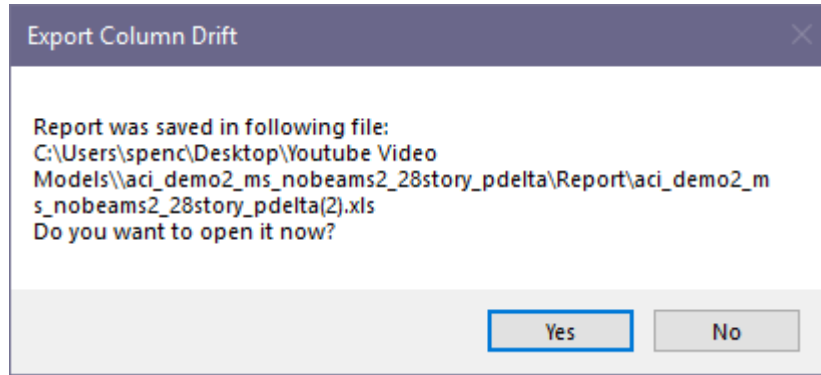 Export Column Drift
Report was saved in following file:
C:\Users\spenc\Desktop\Youtube Video
Models\\aci_demo2_ms_nobeams2_28story_pdelta\Report\aci_demo2_m
s_nobeams2_28story_pdelta(2).xls
Do you want to open it now?
Yes No